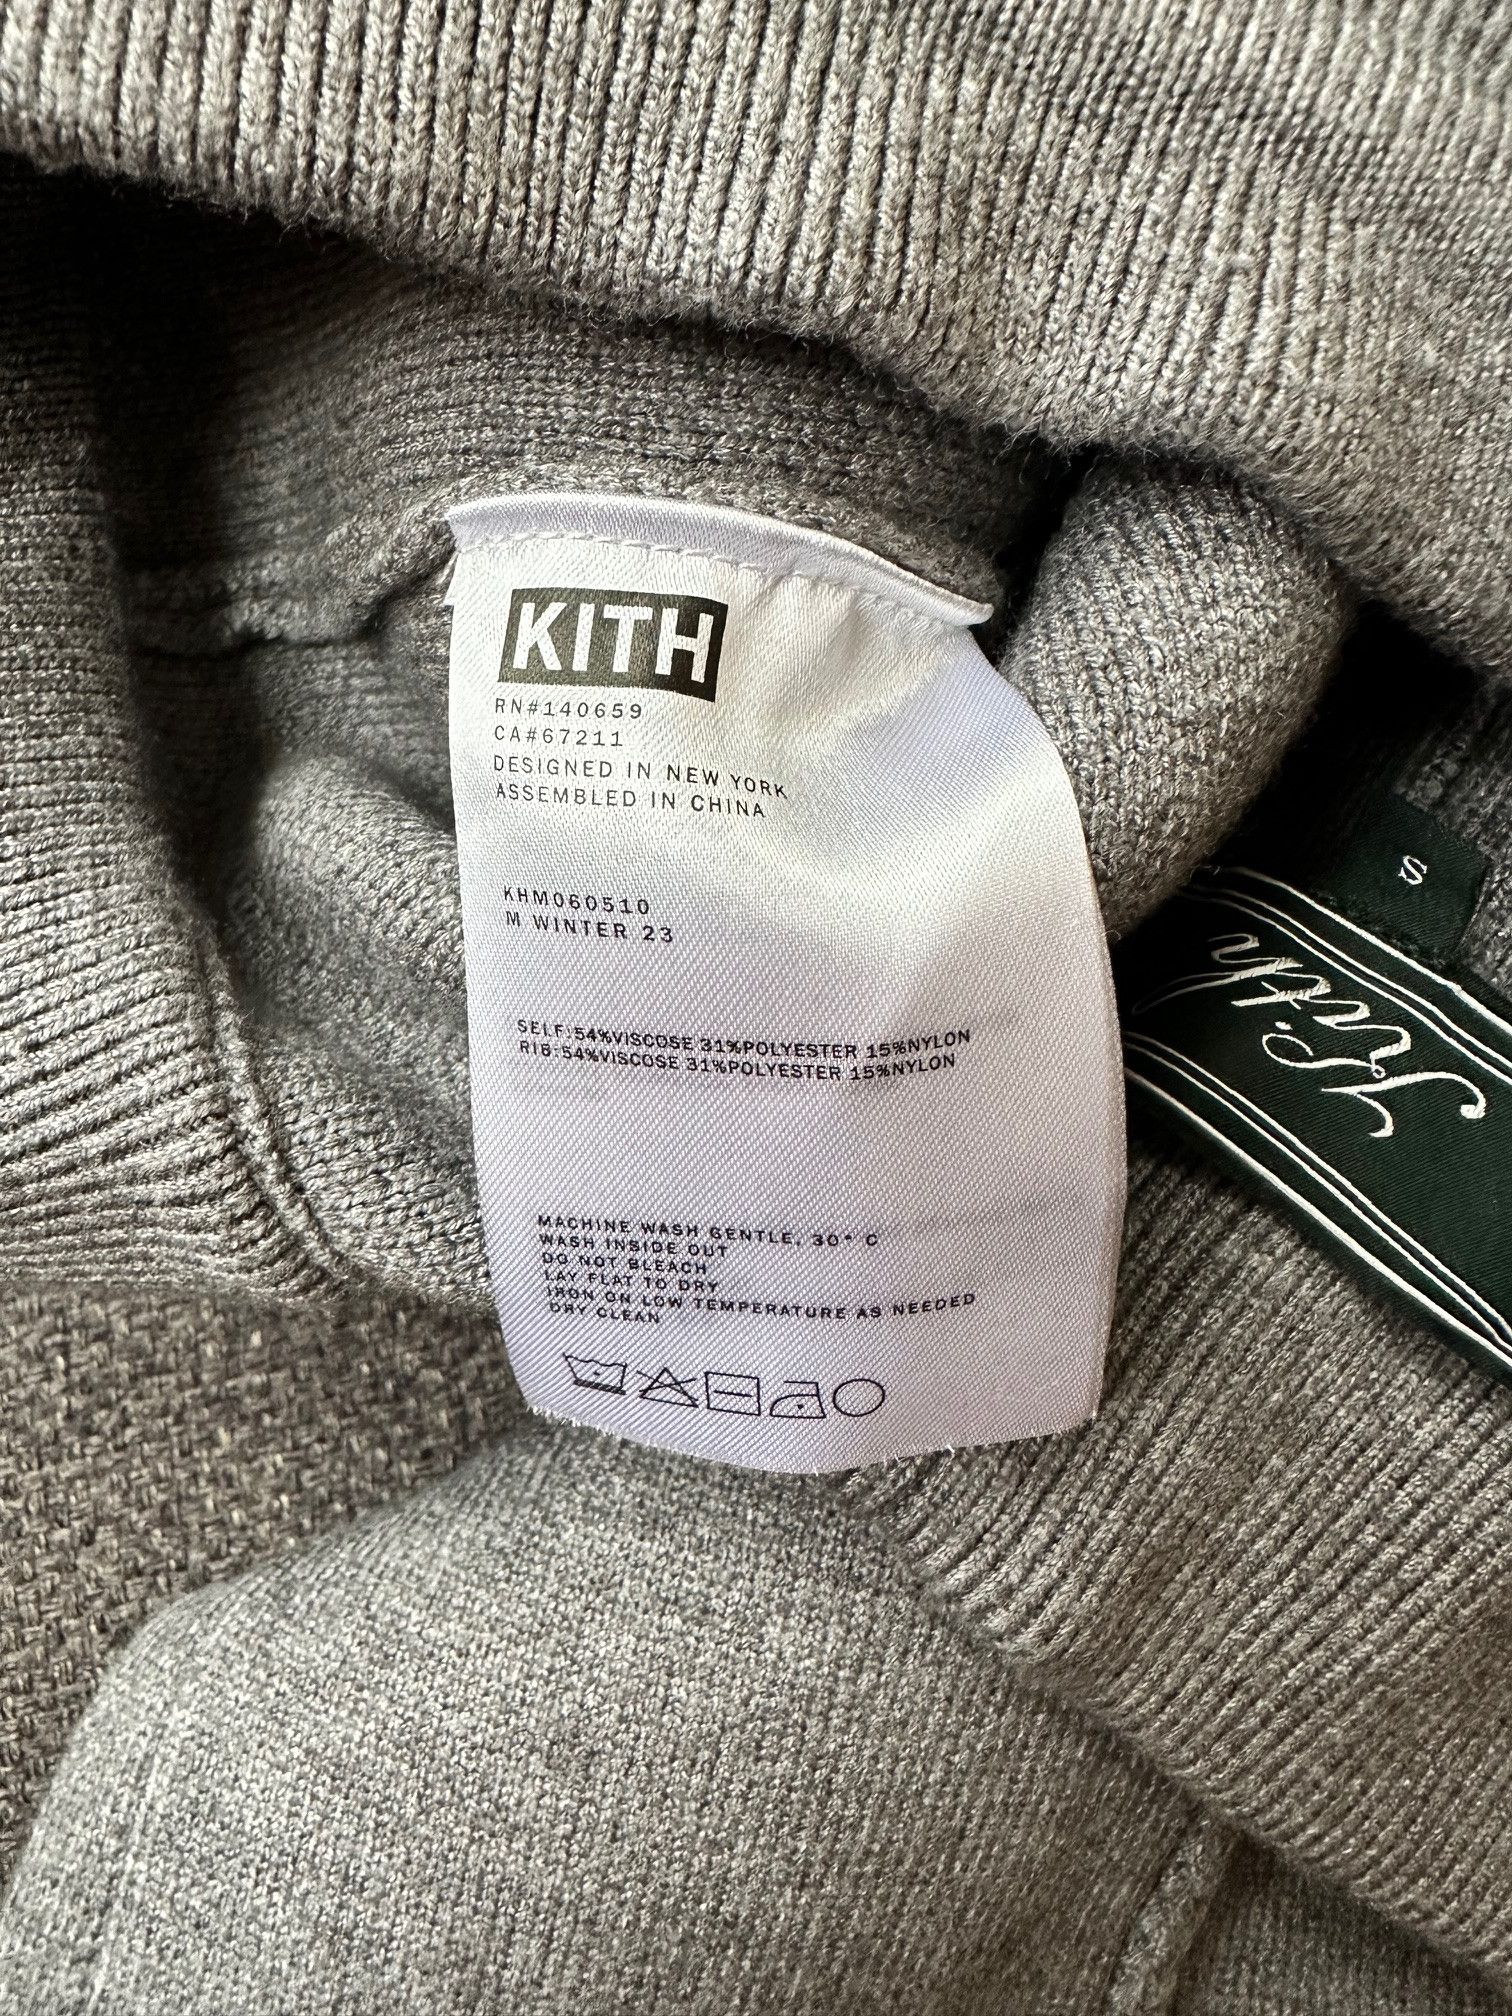 KITH
RN#140659
CA#67211
DESIGNED IN NEW YORK
ASSEMBLED IN CHINA
KHM060510
M WINTER 23
SELF:54%VISCOSE 31%POLYESTER 15%NYLON
RIB:54%VISCOSE 31%POLYESTER 15%NYLON
MACHINE WASH GENTLE, 30° C
WASH INSIDE OUT
DO NOT BLEACH
LAY FLAT TO DRY
IRON ON LOW TEMPERATURE AS NEEDED
DRY CLEAN
S
Kith